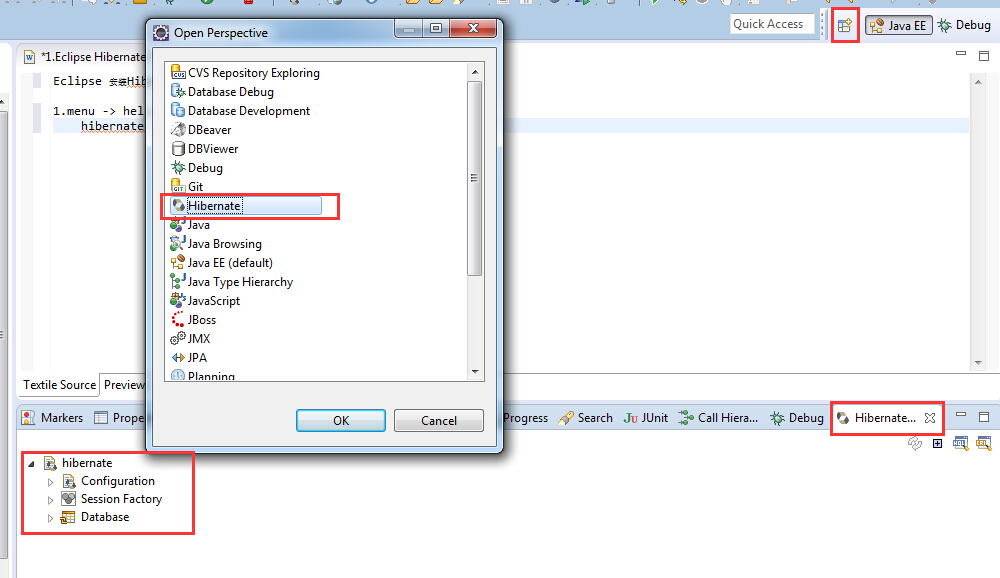 Open Perspective
Quick Access
Java EE
Debug
*1.Eclipse Hibernate
Eclipse 安装Hib
1.menu -> hel
hibernate
CVS Repository Exploring
Database Debug
Database Development
DBeaver
DBViewer
Debug
Git
Hibernate
Java
Java Browsing
Java EE (default)
Java Type Hierarchy
JavaScript
JBoss
JMX
JPA
Planning
OK
Cancel
Textile Source
Preview
Markers
Prope
Progress
Search
JUnit
Call Hiera...
Debug
Hibernate...
hibernate
Configuration
Session Factory
Database